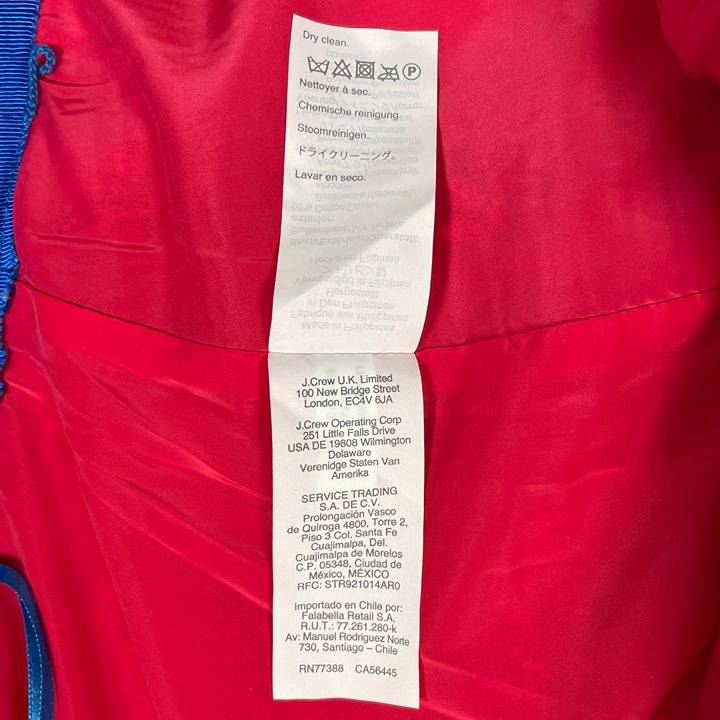 Dry clean.
P
Nettoyer à sec.
Chemische reinigung.
Stoomreinigen.
ドライクリーニング。
Lavar en seco.
J.Crew U.K. Limited
100 New Bridge Street
London, EC4V 6JA
J.Crew Operating Corp
251 Little Falls Drive
USA DE 19808 Wilmington
Delaware
Verenidge Staten Van
Amerika
SERVICE TRADING
S.A. DE C.V.
Prolongación Vasco
de Quiroga 4800, Torre 2,
Piso 3 Col. Santa Fe
Cuajimalpa, Del.
Cuajimalpa de Morelos
C.P. 05348, Ciudad de
México, MÉXICO
RFC: STR921014AR0
Importado en Chile por:
Falabella Retail S.A.
R.U.T.: 77.261.280-k
Av: Manuel Rodriguez Norte
730, Santiago – Chile
RN77388 CA56445